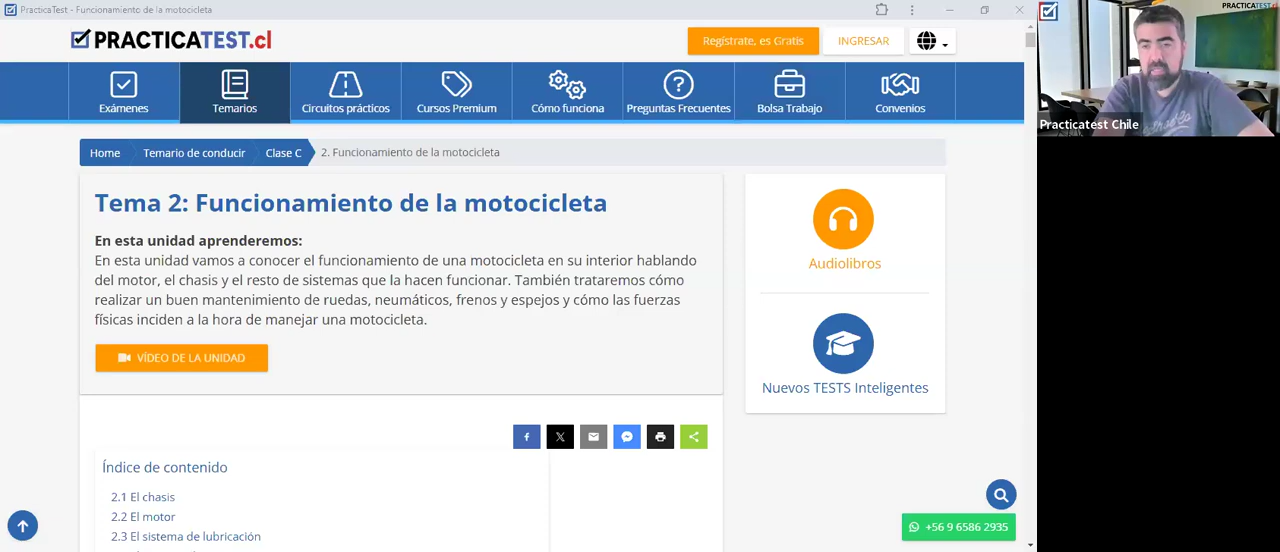 PracticaTest - Funcionamiento de la motocicleta
PRACTICATEST.cl
Regístrate, es Gratis
INGRESAR
Exámenes
Temarios
Circuitos prácticos
Cursos Premium
Cómo funciona
Preguntas Frecuentes
Bolsa Trabajo
Convenios
Home
Temario de conducir
Clase C
2. Funcionamiento de la motocicleta
Tema 2: Funcionamiento de la motocicleta
En esta unidad aprenderemos:
En esta unidad vamos a conocer el funcionamiento de una motocicleta en su interior hablando
del motor, el chasis y el resto de sistemas que la hacen funcionar. También trataremos cómo
realizar un buen mantenimiento de ruedas, neumáticos, frenos y espejos y cómo las fuerzas
físicas inciden a la hora de manejar una motocicleta.
VÍDEO DE LA UNIDAD
Audiolibros
Nuevos TESTS Inteligentes
Índice de contenido
2.1 El chasis
2.2 El motor
2.3 El sistema de lubricación
+56 9 6586 2935
PRACTICATEST.cl
Practicatest Chile